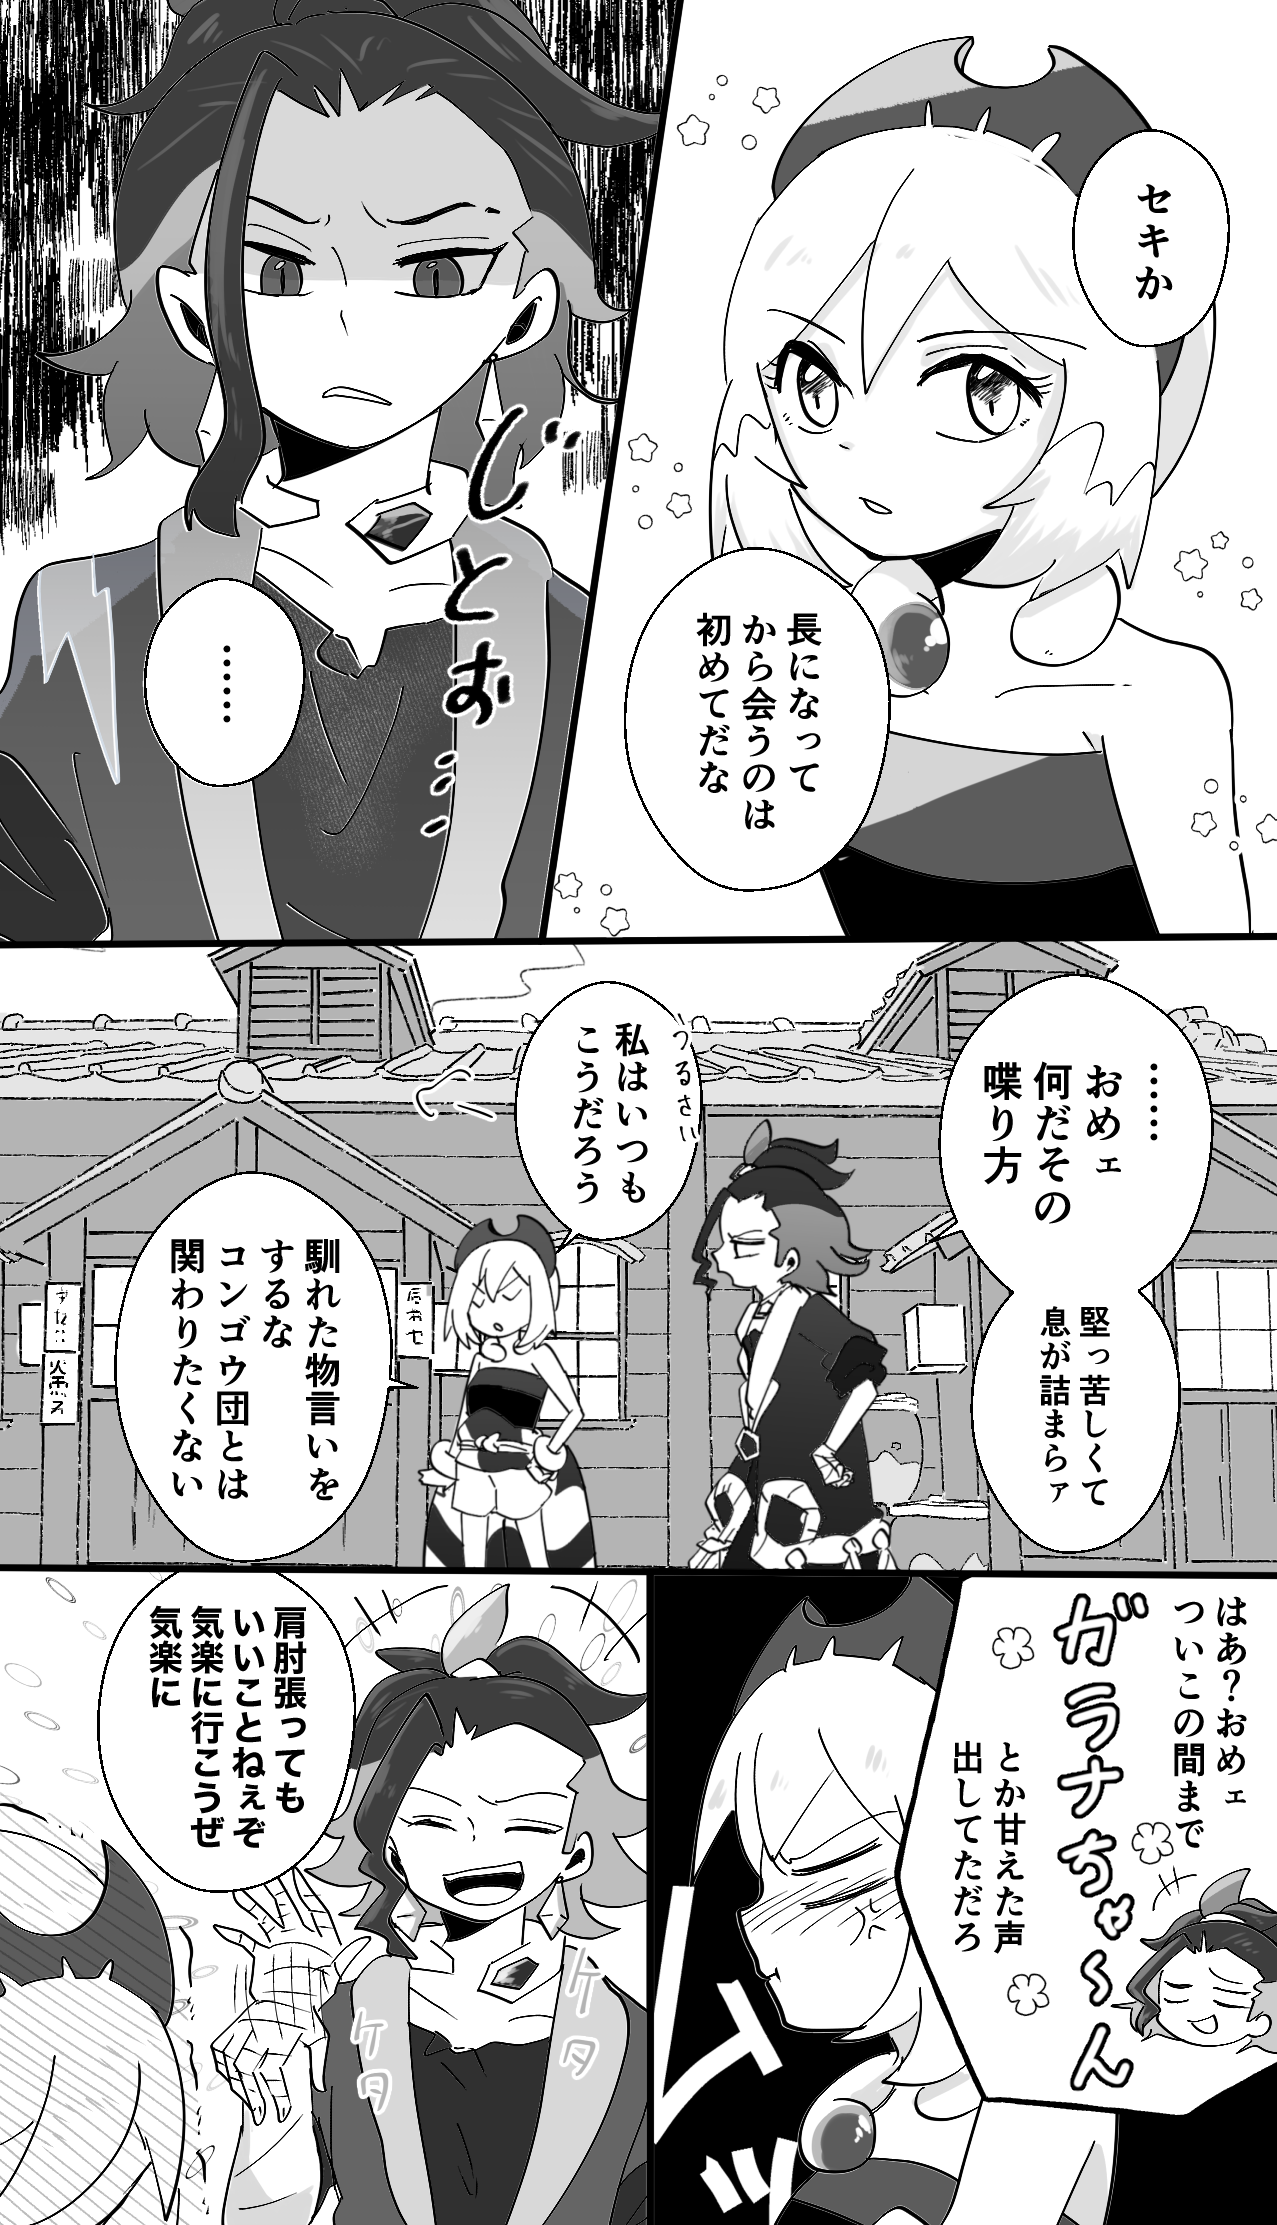 セキか
長になって
から会うのは
初めてだな
じとぉ……
……
……
おめェ
何だその
喋り方
堅っ苦しくて
息が詰まらァ
うるさい
私はいつも
こうだろう
馴れた物言いを
するな
コンゴウ団とは
関わりたくない
はあ？おめェ
ついこの間まで
ガラナちゃ〜ん
とか甘えた声
出してただろ
ムッ
肩肘張っても
いいことねぇぞ
気楽に行こうぜ
気楽に
ケタ
ケタ